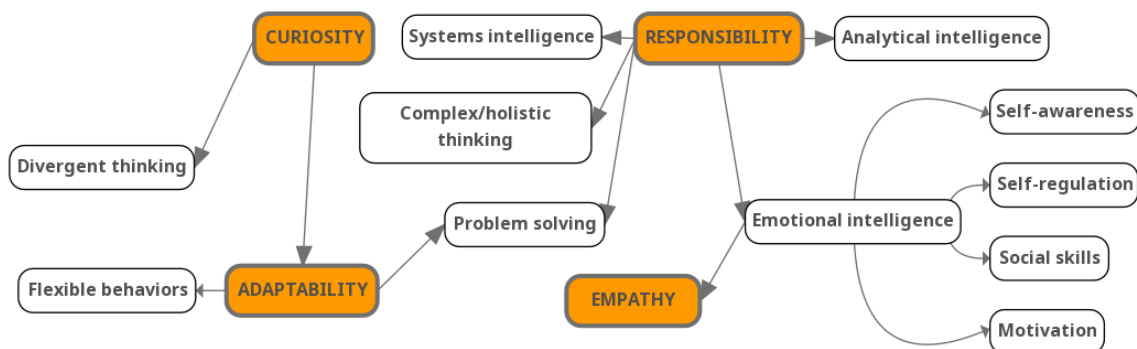 CURIOSITY
Systems intelligence
RESPONSIBILITY
Analytical intelligence
Complex/holistic
thinking
Self-awareness
Divergent thinking
Self-regulation
Problem solving
Emotional intelligence
Social skills
Flexible behaviors
ADAPTABILITY
EMPATHY
Motivation